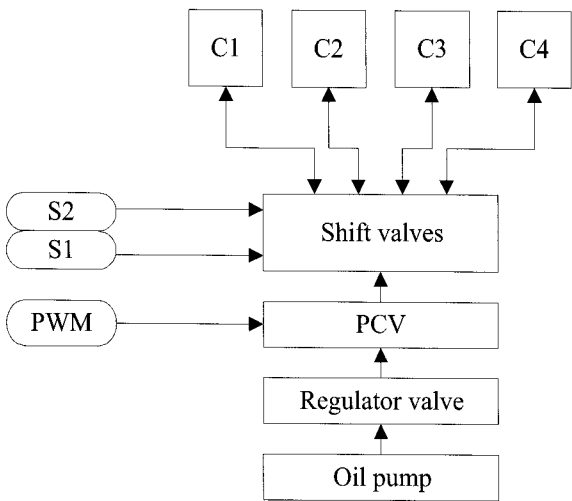 C1 C2 C3 C4
S2
S1
Shift valves
PWM
PCV
Regulator valve
Oil pump